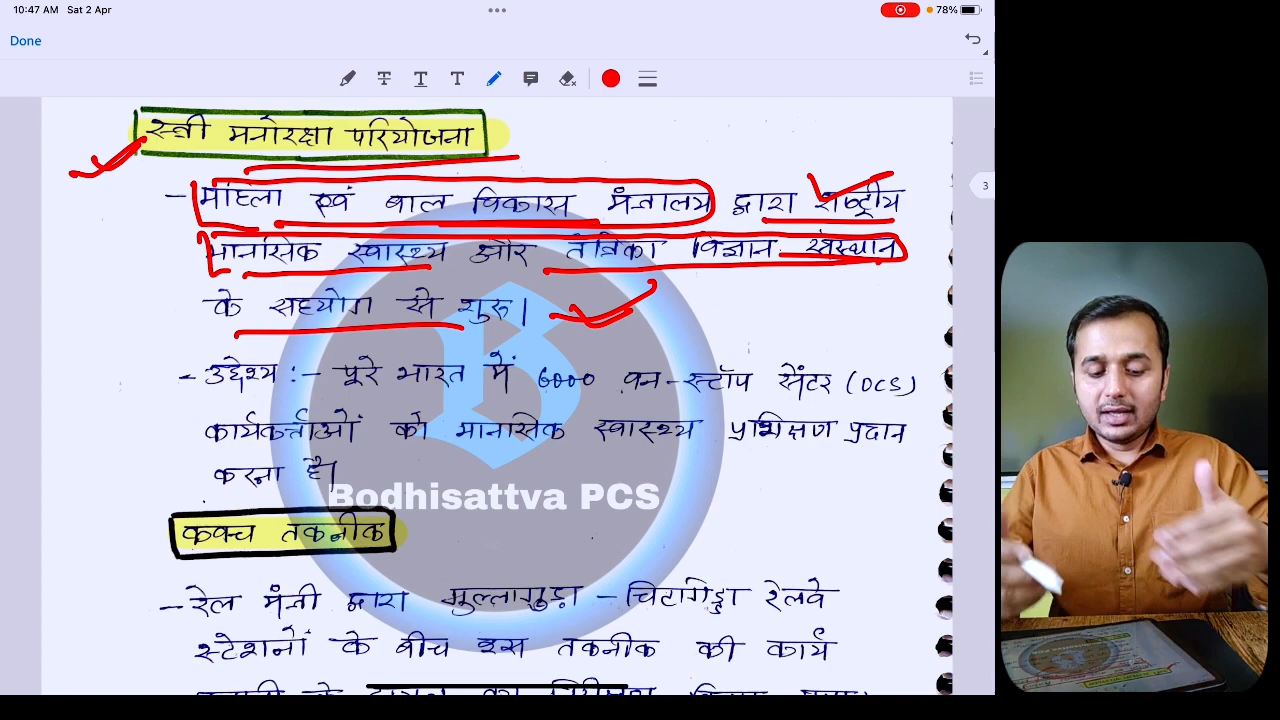 10:47 AM Sat 2 Apr
78%
Done
3
स्त्री मनोरक्षा परियोजना
- महिला एवं बाल विकास मंत्रालय द्वारा राष्ट्रीय
मानसिक स्वास्थ्य और तंत्रिका विज्ञान संस्थान
के सहयोग से शुरू।
- उद्देश्य :- पूरे भारत में 6000 वन-स्टॉप सेंटर (OCS)
कार्यकर्त्ताओं को मानसिक स्वास्थ्य प्रशिक्षण प्रदान
करना है।
Bodhisattva PCS
कवच तकनीक
- रेल मंत्री द्वारा गुल्लागुड़ा - चिटगिड्डा रेलवे
स्टेशनों के बीच इस तकनीक की कार्य